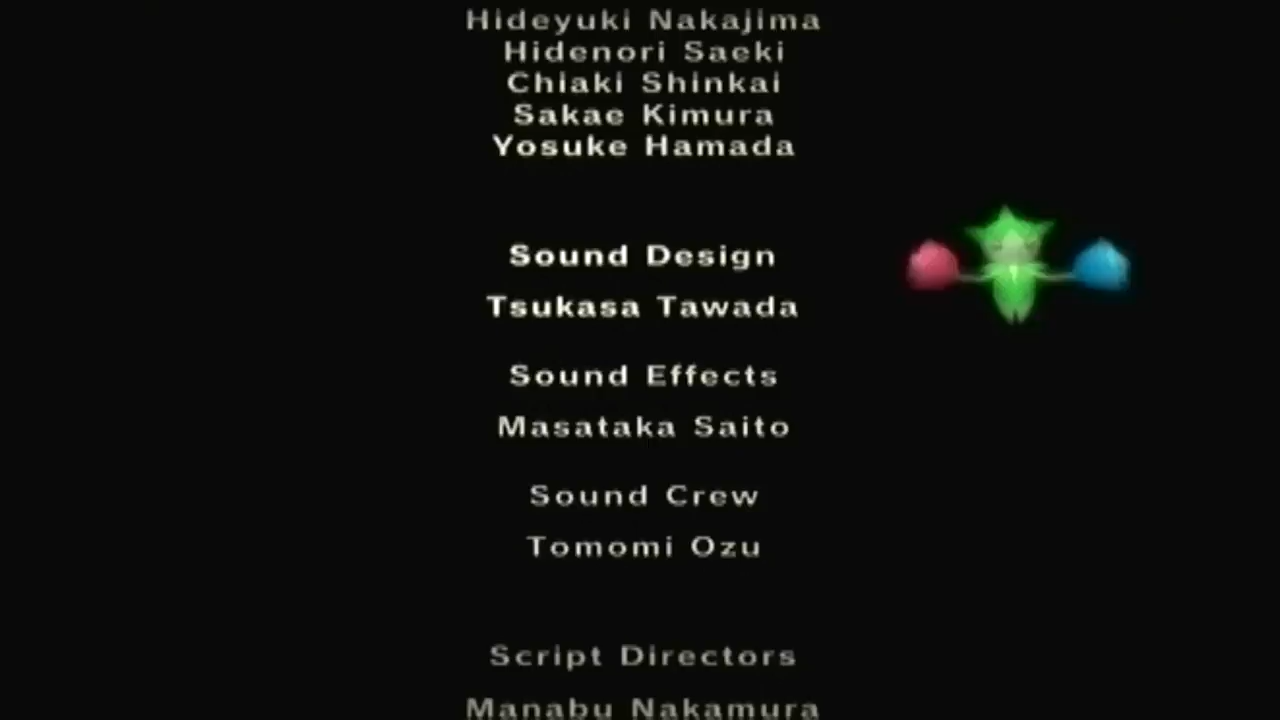 Hideyuki Nakajima
Hidenori Saeki
Chiaki Shinkai
Sakae Kimura
Yosuke Hamada
Sound Design
Tsukasa Tawada
Sound Effects
Masataka Saito
Sound Crew
Tomomi Ozu
Script Directors
Manabu Nakamura